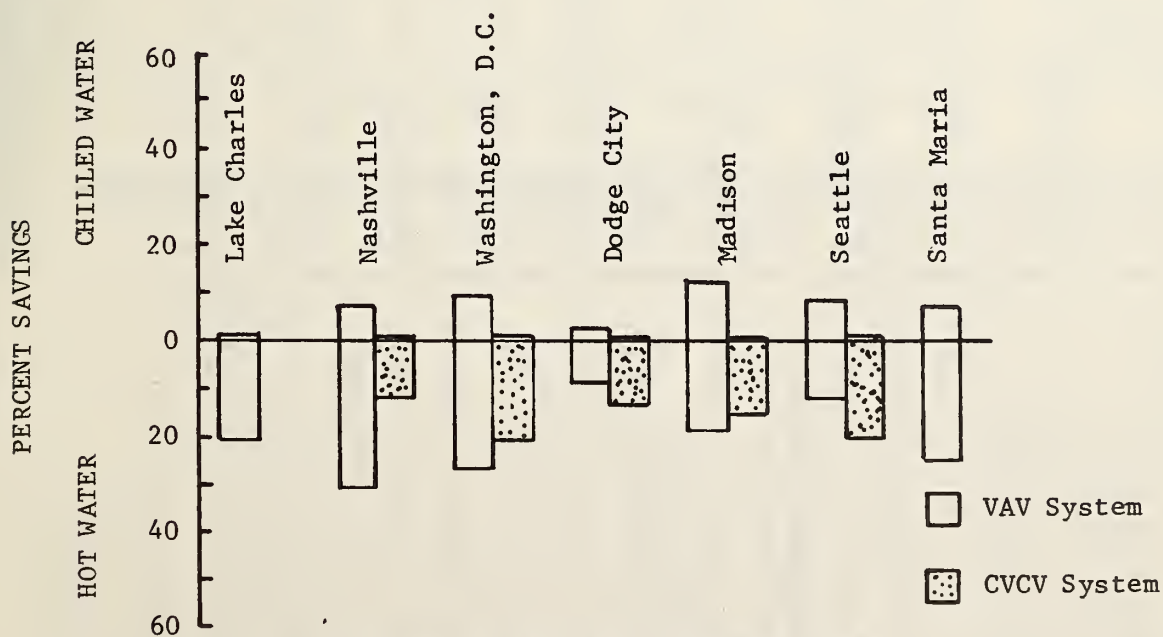 PERCENT SAVINGS
CHILLED WATER
HOT WATER
60
40
20
0
20
40
60
Lake Charles
Nashville
Washington, D.C.
Dodge City
Madison
Seattle
Santa Maria
VAV System
CVCV System